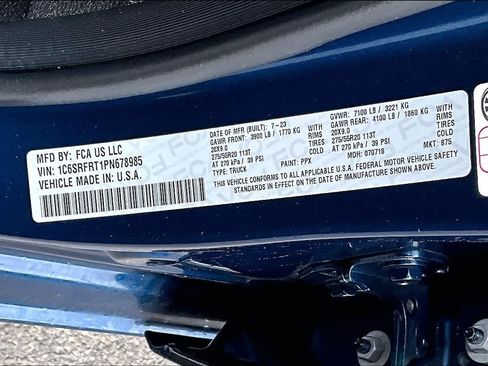 MFD BY: FCA US LLC
VIN: 1C6SRFRT1PN678985
VEHICLE MADE IN U.S.A.
DATE OF MFR (BUILT): 7-23
GAWR FRONT: 3900 LB / 1770 KG WITH
20X9.0 RIMS
275/55R20 113T TIRES
AT 270 kPa / 39 PSI COLD
TYPE: TRUCK PAINT: PPX MDH: 070718
GVWR: 7100 LB / 3221 KG
GAWR REAR: 4100 LB / 1860 KG WITH
20X9.0 RIMS
275/55R20 113T TIRES
AT 270 kPa / 39 PSI COLD
MKT: 875
THIS VEHICLE CONFORMS TO ALL APPLICABLE U.S.A. FEDERAL MOTOR VEHICLE SAFETY
STANDARDS IN EFFECT ON THE DATE OF MANUFACTURE SHOWN ABOVE.